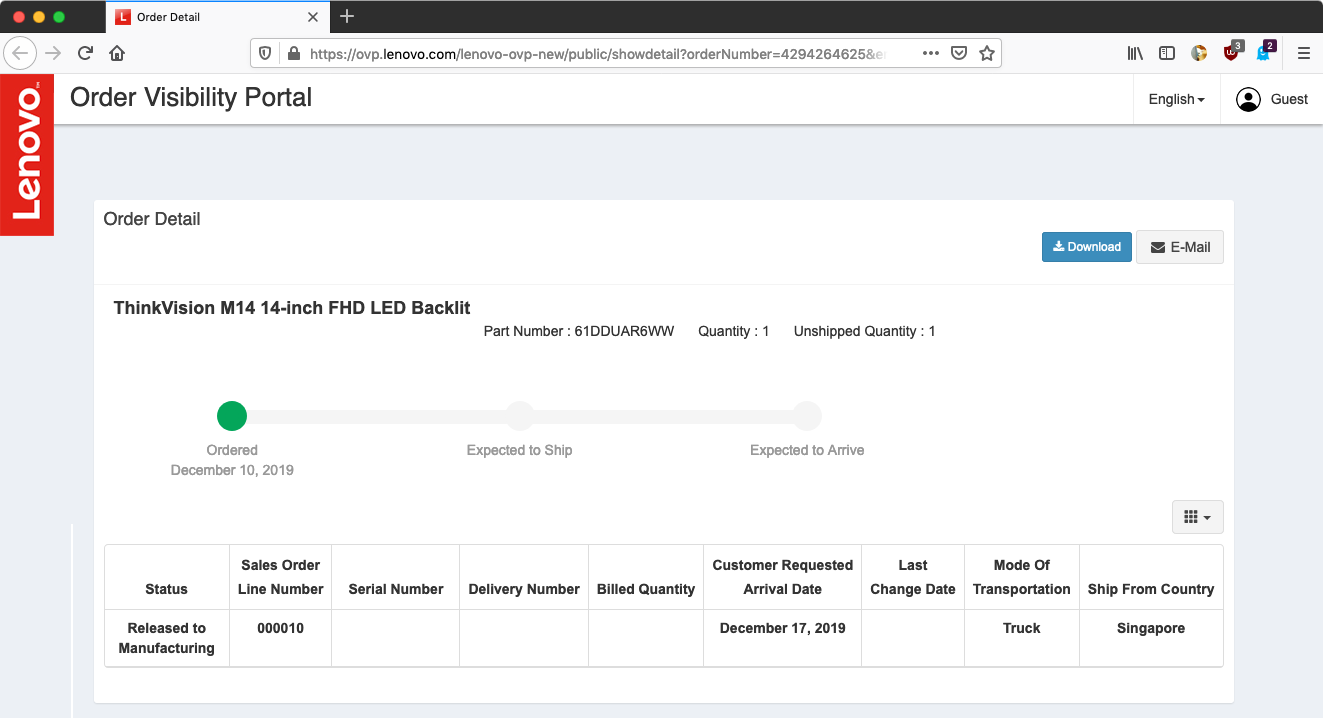 Order Detail
https://ovp.lenovo.com/lenovo-ovp-new/public/showdetail?orderNumber=4294264625&e
3
2
Lenovo
Order Visibility Portal
English
Guest
Order Detail
Download
E-Mail
ThinkVision M14 14-inch FHD LED Backlit
Part Number : 61DDUAR6WW Quantity : 1 Unshipped Quantity : 1
Ordered Expected to Ship Expected to Arrive
December 10, 2019
Sales Order Customer Requested Last Mode Of
Status Line Number Serial Number Delivery Number Billed Quantity Arrival Date Change Date Transportation Ship From Country
Released to 000010 December 17, 2019 Truck Singapore
Manufacturing